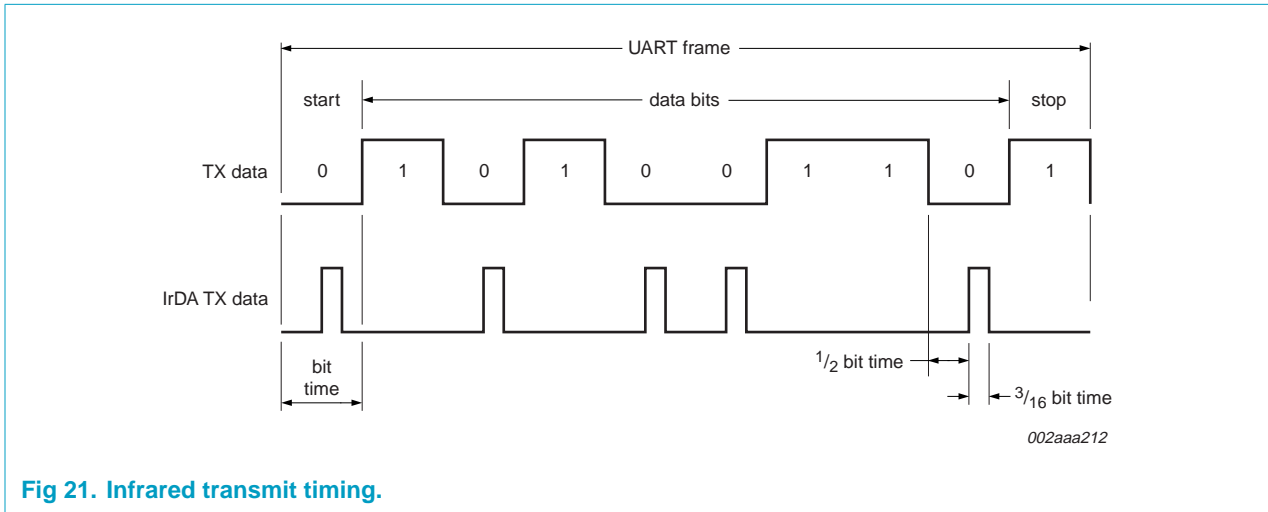 UART frame
start data bits stop
TX data 0 1 0 1 0 0 1 1 0 1
IrDA TX data
bit
time
1/2 bit time
3/16 bit time
002aaa212
Fig 21. Infrared transmit timing.